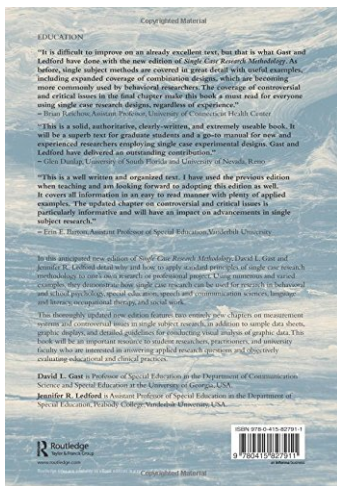 Copyrighted Material
EDUCATION
"It is difficult to improve on an already excellent text, but that is what Gast and
Ledford have done with the new edition of Single Case Research Methodology. As
before, single subject methods are covered in great detail with useful examples,
including expanded coverage of combination designs, which are becoming
more commonly used by behavioral researchers. The coverage of controversial
and critical issues in the final chapter make this book a must read for everyone
using single case research designs, regardless of experience."
– Brian Reichow, Assistant Professor, University of Connecticut Health Center
"This is a solid, authoritative, clearly-written, and extremely useable book. It
will be a superb text for graduate students and a go-to manual for new and
experienced researchers employing single case experimental designs. Gast and
Ledford have delivered an outstanding contribution."
– Glen Dunlap, University of South Florida and University of Nevada, Reno
"This is a well written and organized text. I have used the previous edition
when teaching and am looking forward to adopting this edition as well.
It covers all information in an easy to read manner with plenty of applied
examples. The updated chapter on controversial and critical issues is
particularly informative and will have an impact on advancements in single
subject research."
– Erin E. Barton, Assistant Professor of Special Education, Vanderbilt University
In this anticipated new edition of Single Case Research Methodology, David L. Gast and
Jennifer R. Ledford detail why and how to apply standard principles of single case research
methodology to one's own research or professional project. Using numerous and varied
examples, they demonstrate how single case research can be used for research in behavioral
and school psychology, special education, speech and communication sciences, language
and literacy, occupational therapy, and social work.
This thoroughly updated new edition features two entirely new chapters on measurement
systems and controversial issues in single subject research, in addition to sample data sheets,
graphic displays, and detailed guidelines for conducting visual analysis of graphic data. This
book will be an important resource to student researchers, practitioners, and university
faculty who are interested in answering applied research questions and objectively
evaluating educational and clinical practices.
David L. Gast is Professor of Special Education in the Department of Communication
Science and Special Education at the University of Georgia, USA.
Jennifer R. Ledford is Assistant Professor of Special Education in the Department of
Special Education, Peabody College, Vanderbilt University, USA.
ISBN 978-0-415-82791-1
Routledge
Taylor & Francis Group
www.routledge.com
9 780415 827911
an informa business
Copyrighted Material